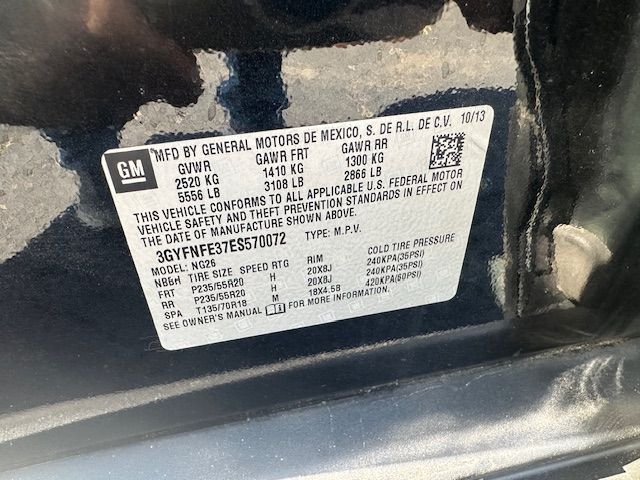 GM
MFD BY GENERAL MOTORS DE MEXICO, S. DE R.L. DE C.V. 10/13
GVWR GAWR FRT GAWR RR
2520 KG 1410 KG 1300 KG
5556 LB 3108 LB 2866 LB
THIS VEHICLE CONFORMS TO ALL APPLICABLE U.S. FEDERAL MOTOR
VEHICLE SAFETY AND THEFT PREVENTION STANDARDS IN EFFECT ON
THE DATE OF MANUFACTURE SHOWN ABOVE.
3GYFNFE37ES570072 TYPE: M.P.V.
MODEL: NG26
TIRE SIZE SPEED RTG RIM COLD TIRE PRESSURE
FRT P235/55R20 H 20X8J 240KPA(35PSI)
RR P235/55R20 H 20X8J 240KPA(35PSI)
SPA T135/70R18 M 18X4.5B 420KPA(60PSI)
SEE OWNER'S MANUAL FOR MORE INFORMATION